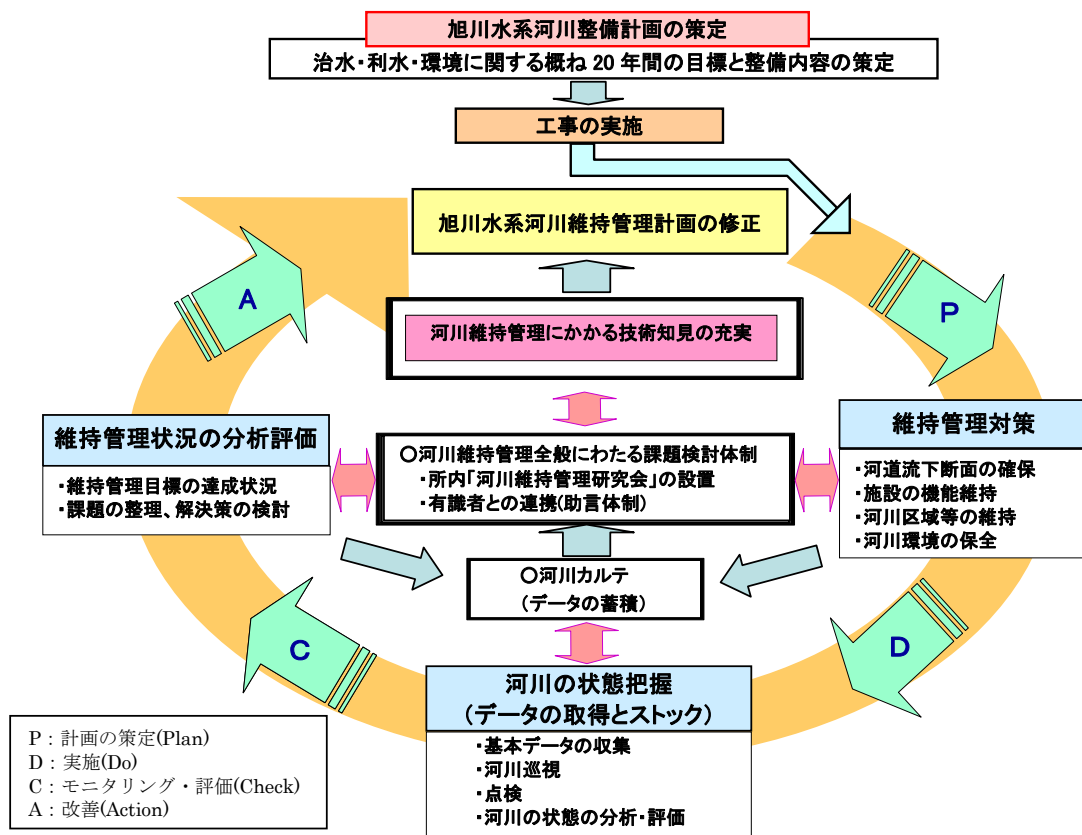 旭川水系河川整備計画の策定
治水・利水・環境に関する概ね 20 年間の目標と整備内容の策定
工事の実施
旭川水系河川維持管理計画の修正
A
P
河川維持管理にかかる技術知見の充実
維持管理状況の分析評価
・維持管理目標の達成状況
・課題の整理、解決策の検討
○河川維持管理全般にわたる課題検討体制
・所内「河川維持管理研究会」の設置
・有識者との連携(助言体制)
維持管理対策
・河道流下断面の確保
・施設の機能維持
・河川区域等の維持
・河川環境の保全
○河川カルテ
(データの蓄積)
C
D
河川の状態把握
(データの取得とストック)
・基本データの収集
・河川巡視
・点検
・河川の状態の分析・評価
P：計画の策定(Plan)
D：実施(Do)
C：モニタリング・評価(Check)
A：改善(Action)